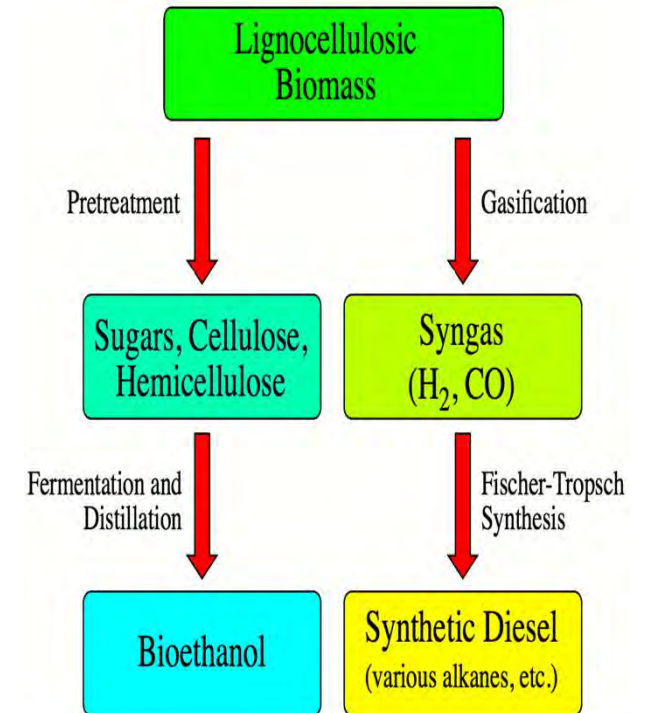 Lignocellulosic
Biomass
Pretreatment
Gasification
Sugars, Cellulose,
Hemicellulose
Syngas
(H₂, CO)
Fermentation and
Distillation
Fischer-Tropsch
Synthesis
Bioethanol
Synthetic Diesel
(various alkanes, etc.)